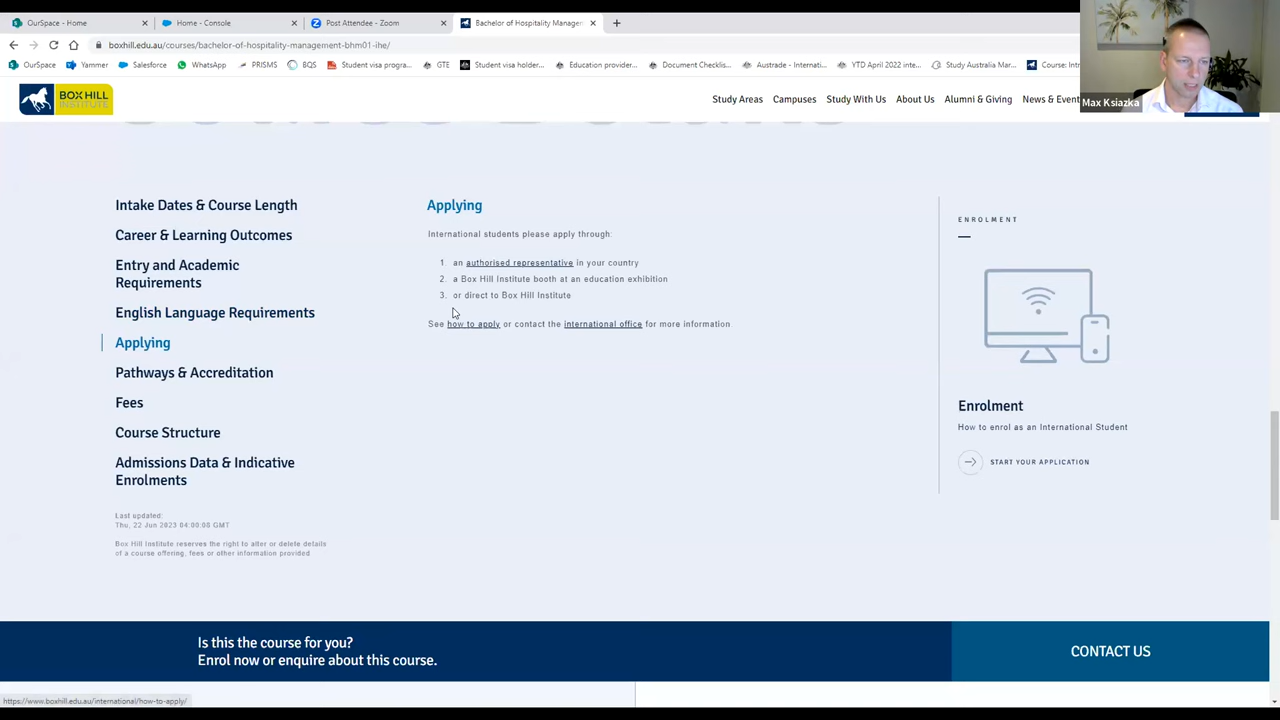 OurSpace - Home
Home - Console
Post Attendee - Zoom
Bachelor of Hospitality Managem
boxhill.edu.au/courses/bachelor-of-hospitality-management-bhm01-ihe/
OurSpace
Yammer
Salesforce
WhatsApp
PRISMS
BQS
Student visa progra...
GTE
Student visa holder...
Education provider...
Document Checklis...
Austrade - Internati...
YTD April 2022 inte...
Study Australia Mar...
Course: Intro
Max Ksiazka
BOX HILL
INSTITUTE
Study Areas
Campuses
Study With Us
About Us
Alumni & Giving
News & Event
Intake Dates & Course Length
Career & Learning Outcomes
Entry and Academic
Requirements
English Language Requirements
Applying
Pathways & Accreditation
Fees
Course Structure
Admissions Data & Indicative
Enrolments
Last updated:
Thu, 22 Jun 2023 04:00:08 GMT
Box Hill Institute reserves the right to alter or delete details
of a course offering, fees or other information provided
Applying
International students please apply through:
1. an authorised representative in your country
2. a Box Hill Institute booth at an education exhibition
3. or direct to Box Hill Institute
See how to apply or contact the international office for more information
ENROLMENT
Enrolment
How to enrol as an International Student
START YOUR APPLICATION
Is this the course for you?
Enrol now or enquire about this course.
CONTACT US
https://www.boxhill.edu.au/international/how-to-apply/